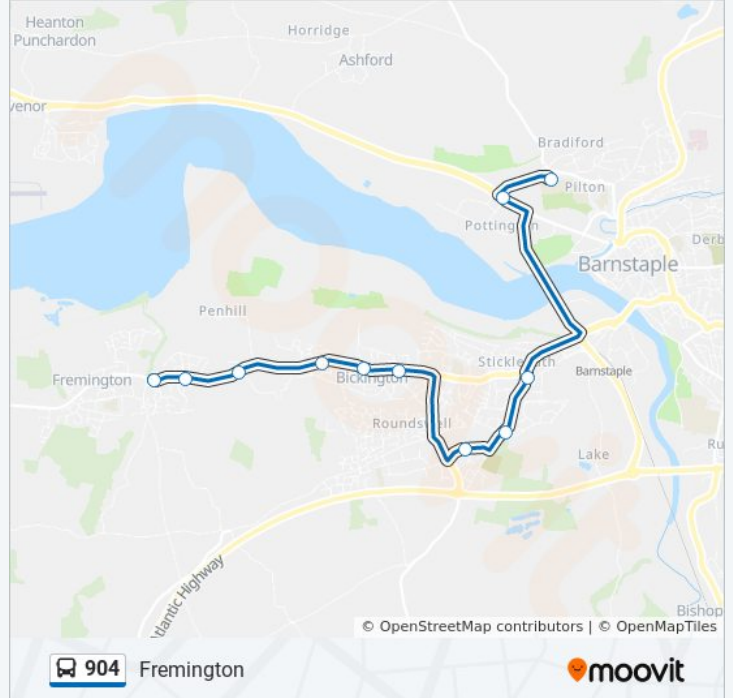 Heanton
Punchardon
Horridge
Ashford
venor
Bradiford
Pilton
Pottington
Derb
Barnstaple
Penhill
Fremington
Bickington
Barnstaple
Roundswell
Lake
Ru
Atlantic Highway
Bishop
© OpenStreetMap contributors | © OpenMapTiles
904 Fremington
moovit